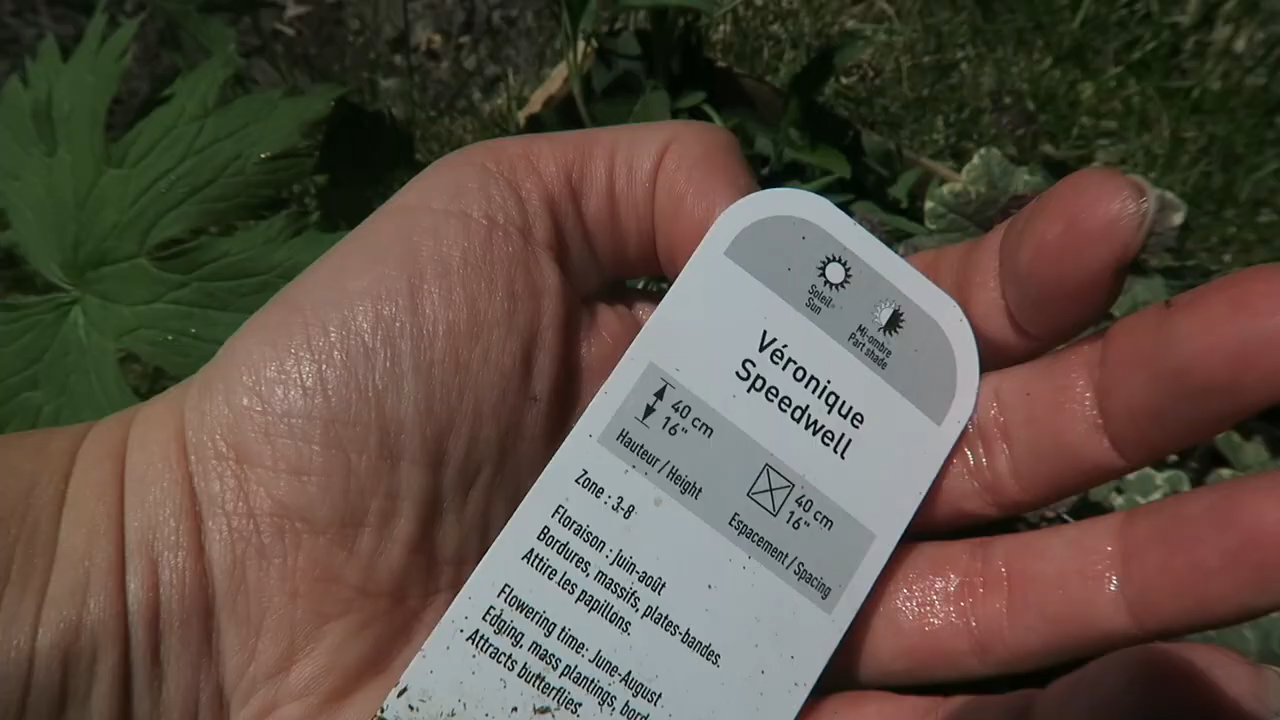 Soleil
Sun
Mi-ombre
Part shade
Véronique
Speedwell
40 cm
16"
Hauteur / Height
40 cm
16"
Espacement / Spacing
Zone : 3-8
Floraison : Juin-août
Bordures, massifs, plates-bandes.
Attire les papillons.
Flowering time: June-August
Edging, mass plantings, bord
Attracts butterflies.